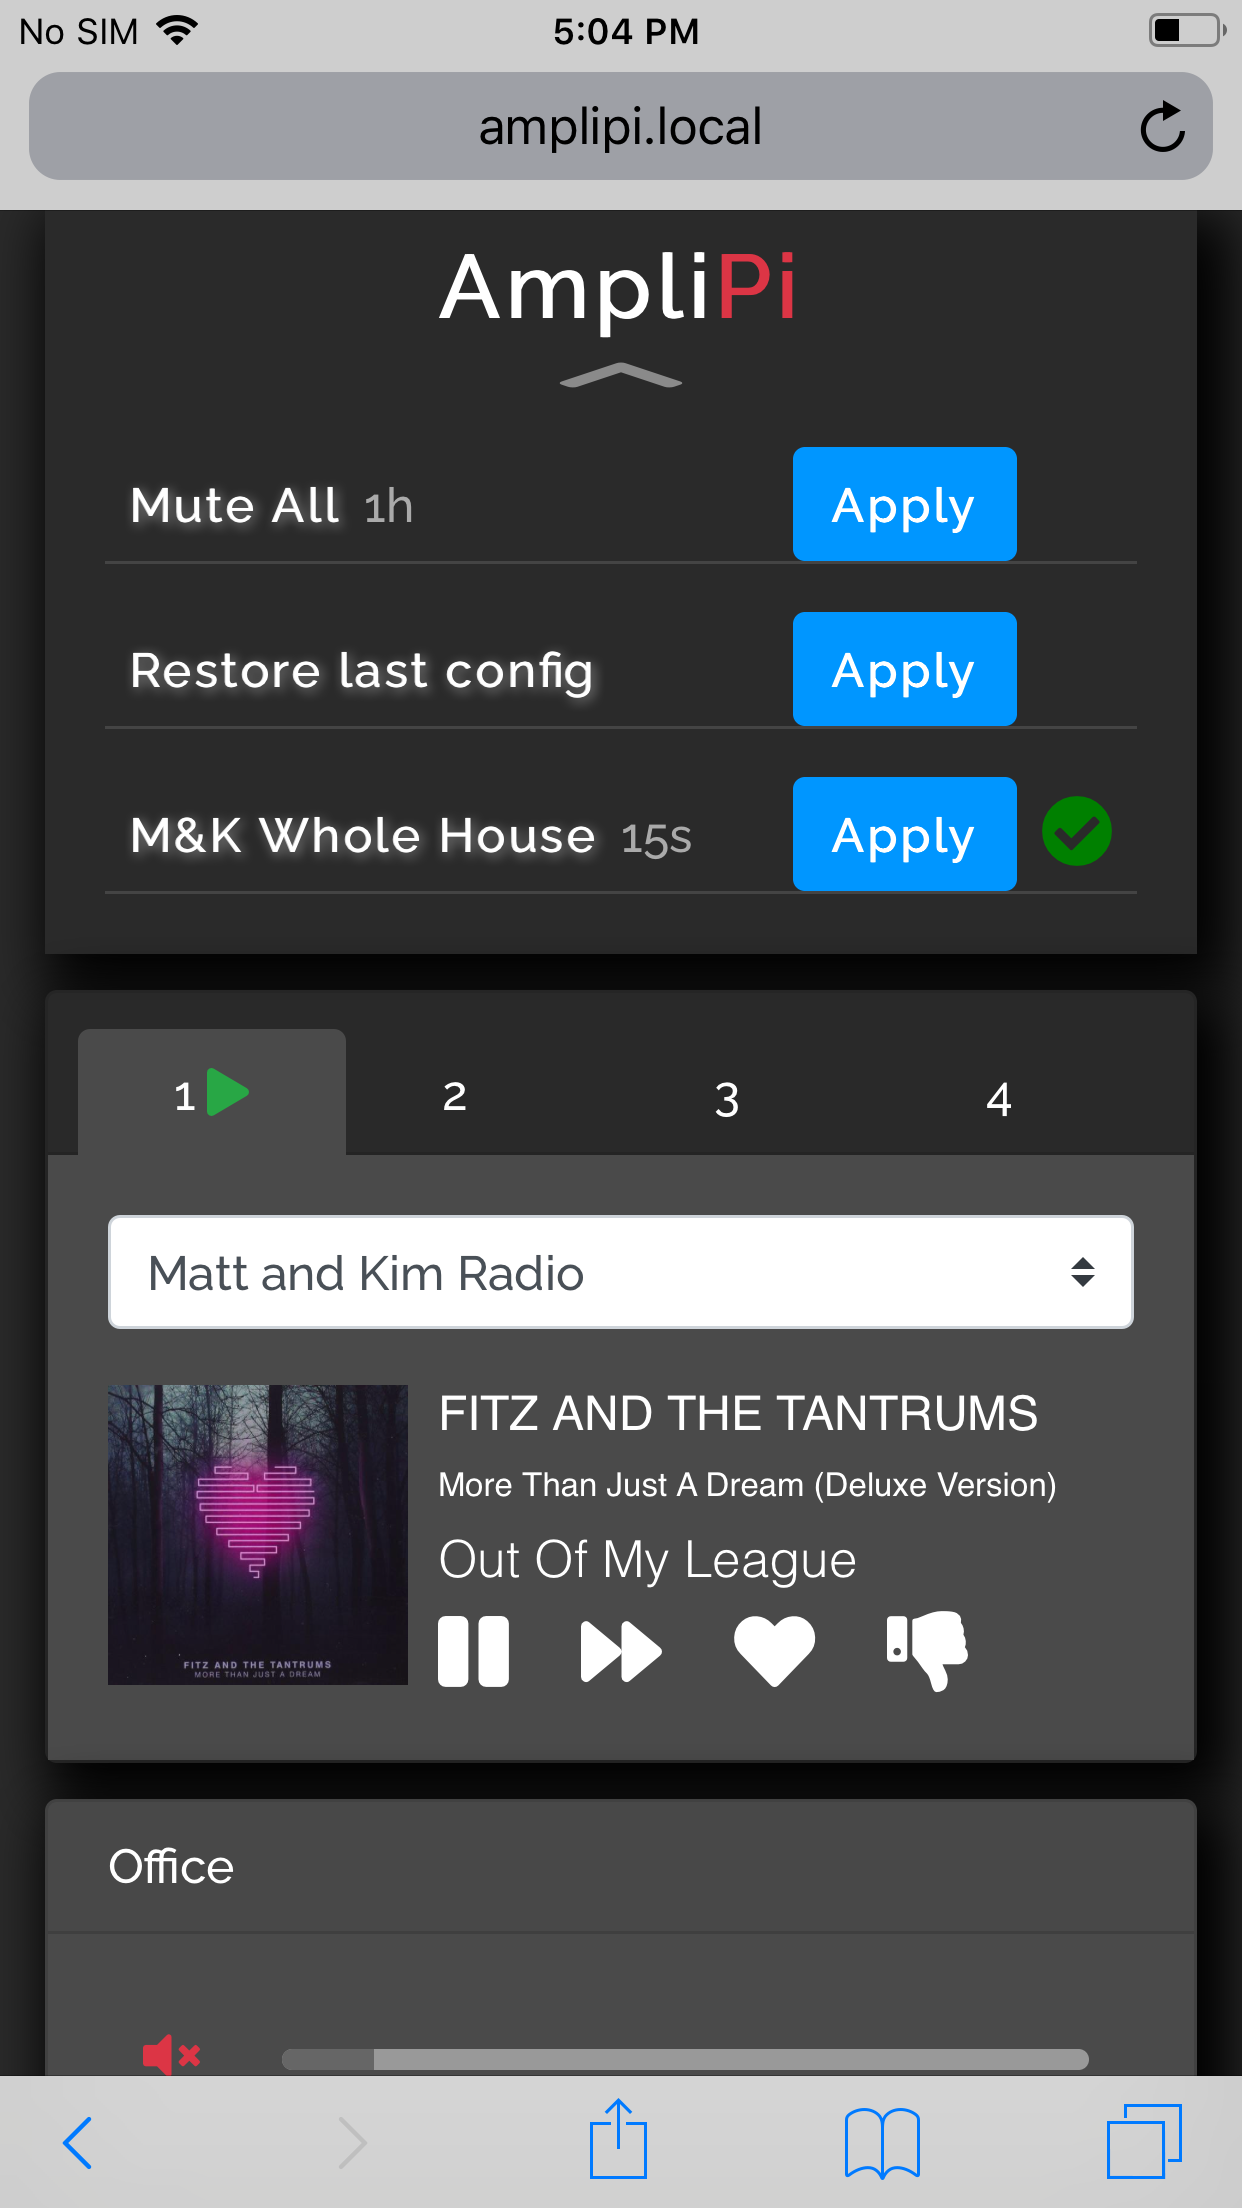 No SIM 5:04 PM
amplipi.local
AmpliPi
Mute All 1h Apply
Restore last config Apply
M&K Whole House 15s Apply
1 2 3 4
Matt and Kim Radio
FITZ AND THE TANTRUMS
More Than Just A Dream (Deluxe Version)
Out Of My League
FITZ AND THE TANTRUMS
MORE THAN JUST A DREAM
Office